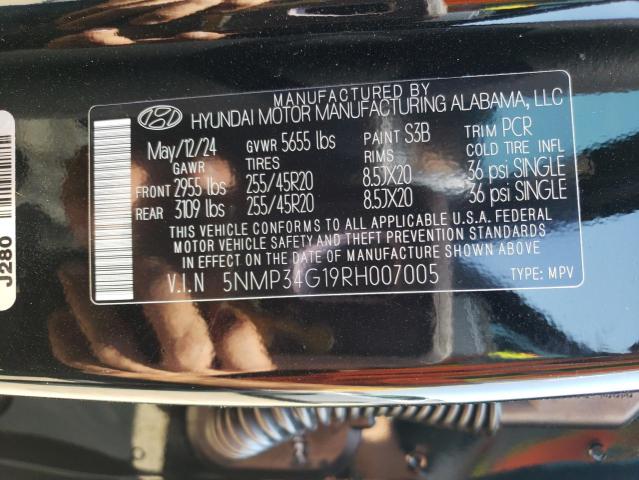 MANUFACTURED BY
HYUNDAI MOTOR MANUFACTURING ALABAMA, LLC
May/12/24 GVWR 5655 lbs PAINT S3B TRIM PCR
GAWR TIRES RIMS COLD TIRE INFL
FRONT 2955 lbs 255/45R20 8.5JX20 36 psi SINGLE
REAR 3109 lbs 255/45R20 8.5JX20 36 psi SINGLE
THIS VEHICLE CONFORMS TO ALL APPLICABLE U.S.A. FEDERAL
MOTOR VEHICLE SAFETY AND THEFT PREVENTION STANDARDS
IN EFFECT ON THE DATE OF MANUFACTURE SHOWN ABOVE.
V.I.N 5NMP34G19RH007005 TYPE: MPV
J280